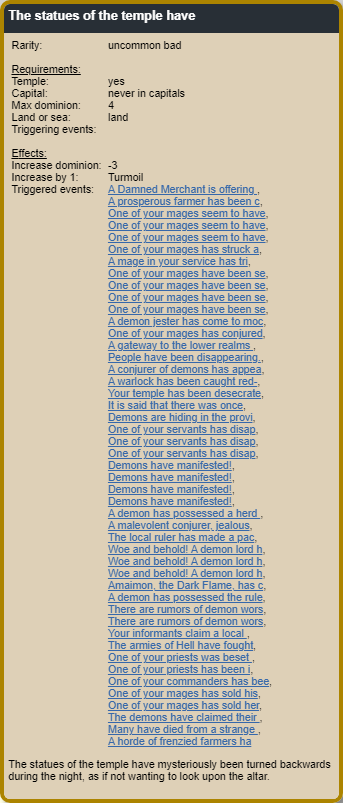 The statues of the temple have
Rarity: uncommon bad
Requirements:
Temple: yes
Capital: never in capitals
Max dominion: 4
Land or sea: land
Triggering events:
Effects:
Increase dominion: -3
Increase by 1: Turmoil
Triggered events: A Damned Merchant is offering ,
A prosperous farmer has been c,
One of your mages seem to have,
One of your mages seem to have,
One of your mages seem to have,
One of your mages has struck a,
A mage in your service has tri,
One of your mages have been se,
One of your mages have been se,
One of your mages have been se,
One of your mages have been se,
A demon jester has come to moc,
One of your mages has conjured,
A gateway to the lower realms ,
People have been disappearing.,
A conjurer of demons has appea,
A warlock has been caught red-,
Your temple has been desecrate,
It is said that there was once,
Demons are hiding in the provi,
One of your servants has disap,
One of your servants has disap,
One of your servants has disap,
Demons have manifested!,
Demons have manifested!,
Demons have manifested!,
Demons have manifested!,
A demon has possessed a herd ,
A malevolent conjurer, jealous,
The local ruler has made a pac,
Woe and behold! A demon lord h,
Woe and behold! A demon lord h,
Woe and behold! A demon lord h,
Amaimon, the Dark Flame, has c,
A demon has possessed the rule,
There are rumors of demon wors,
There are rumors of demon wors,
Your informants claim a local ,
The armies of Hell have fought,
One of your priests was beset ,
One of your priests has been i,
One of your commanders has bee,
One of your mages has sold his,
One of your mages has sold her,
The demons have claimed their ,
Many have died from a strange ,
A horde of frenzied farmers ha
The statues of the temple have mysteriously been turned backwards
during the night, as if not wanting to look upon the altar.